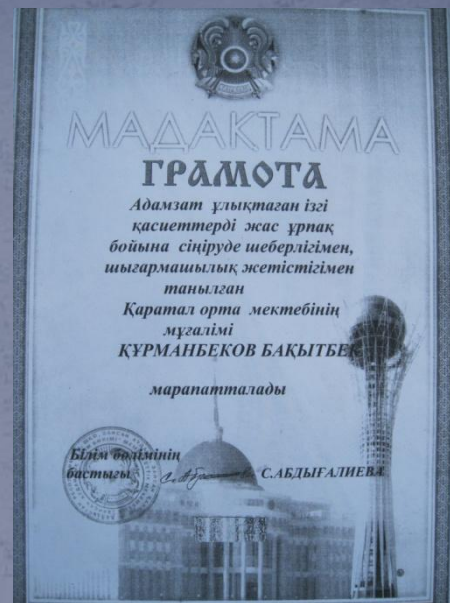 МАДАҚТАМА
ГРАМОТА
Адамзат ұлықтаған ізгі
қасиеттерді жас ұрпақ
бойына сіңіруде шеберлігімен,
шығармашылық жетістігімен
танылған
Қаратал орта мектебінің
мұғалімі
ҚҰРМАНБЕКОВ БАҚЫТБЕК
марапатталады
Білім бөлімінің
бастығы С.АБДЫҒАЛИЕВА